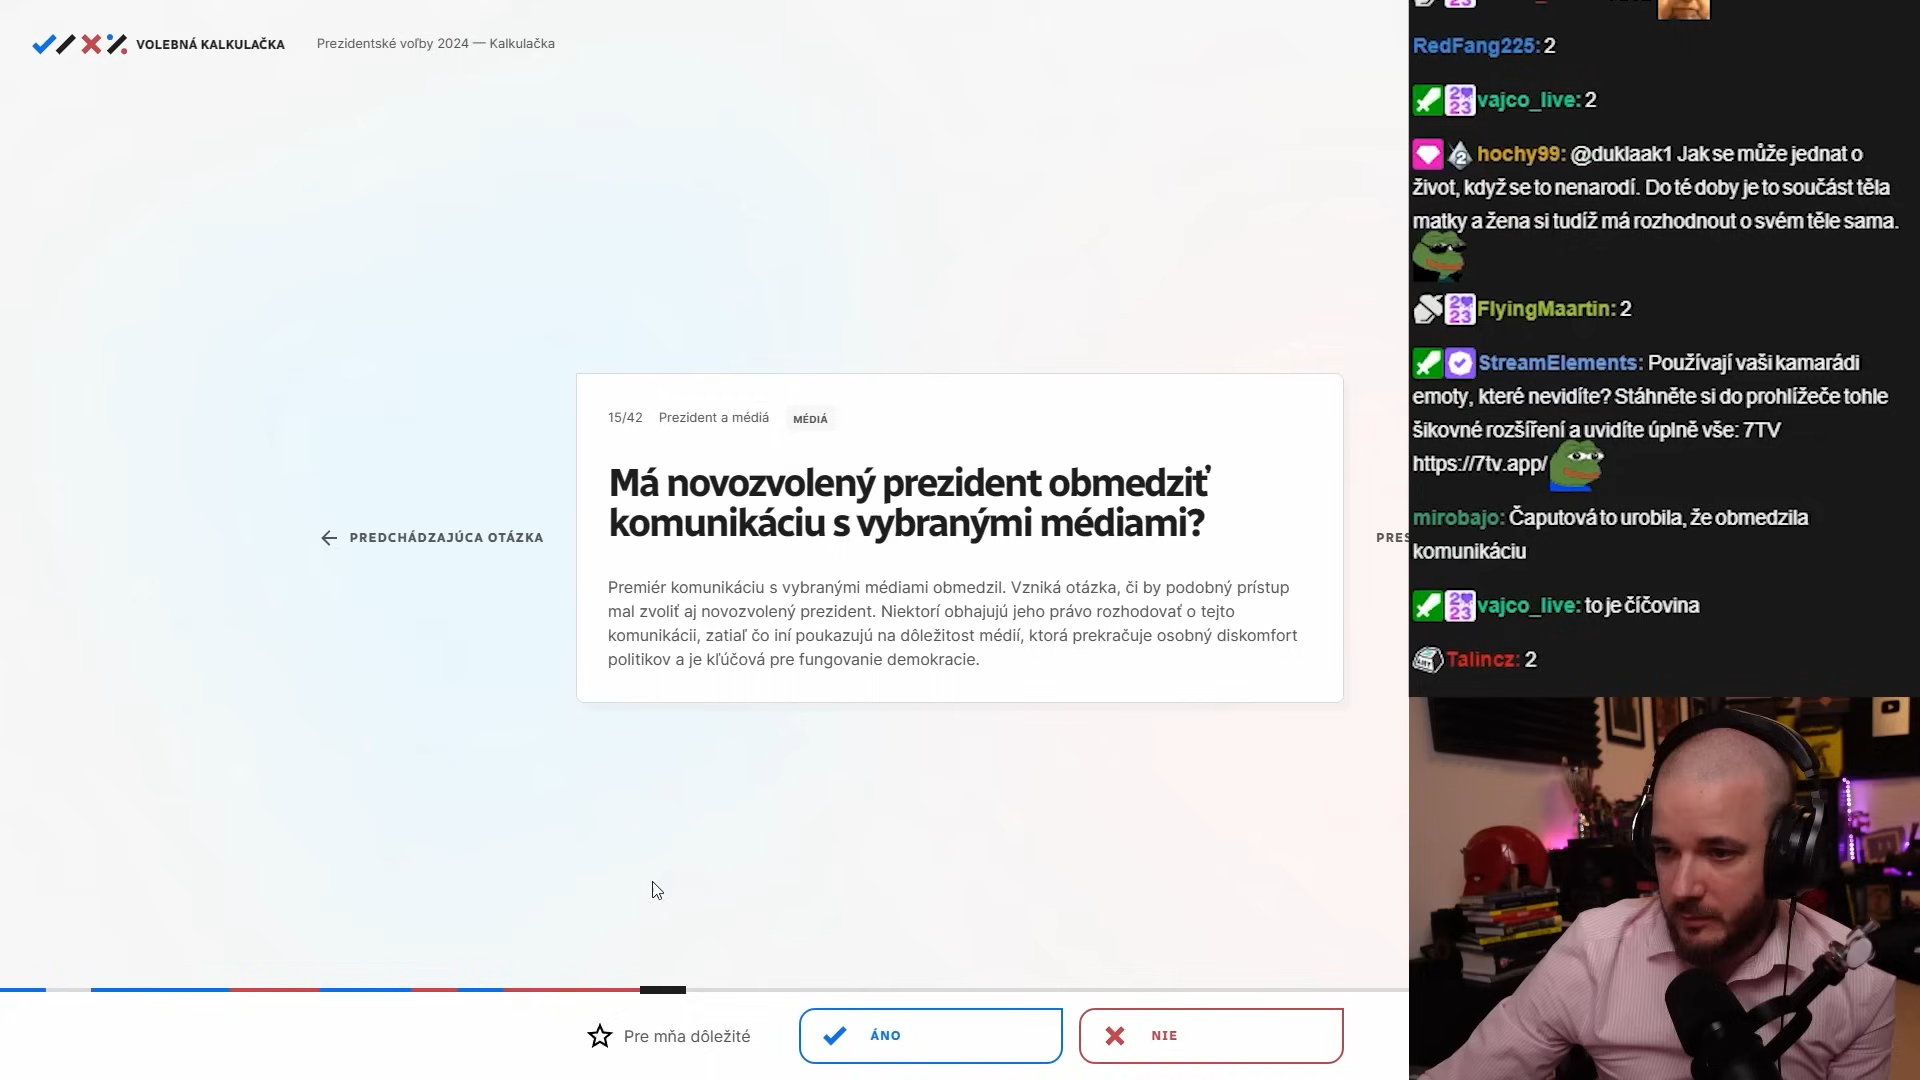 VOLEBNÁ KALKULAČKA
Prezidentské voľby 2024 — Kalkulačka
15/42 Prezident a médiá MÉDIÁ
Má novozvolený prezident obmedziť
komunikáciu s vybranými médiami?
Premiér komunikáciu s vybranými médiami obmedzil. Vzniká otázka, či by podobný prístup
mal zvoliť aj novozvolený prezident. Niektorí obhajujú jeho právo rozhodovať o tejto
komunikácii, zatiaľ čo iní poukazujú na dôležitost médií, ktorá prekračuje osobný diskomfort
politikov a je kľúčová pre fungovanie demokracie.
PREDCHÁDZAJÚCA OTÁZKA
PRES
Pre mňa dôležité
ÁNO
NIE
RedFang225: 2
vajco_live: 2
hochy99: @duklaak1 Jak se může jednat o
život, když se to nenarodí. Do té doby je to součást těla
matky a žena si tudíž má rozhodnout o svém těle sama.
FlyingMaartin: 2
StreamElements: Používají vaši kamarádi
emoty, které nevidíte? Stáhněte si do prohlížeče tohle
šikovné rozšíření a uvidíte úplně vše: 7TV
https://7tv.app/
mirobajo: Čaputová to urobila, že obmedzila
komunikáciu
vajco_live: to je číčovina
Talincz: 2